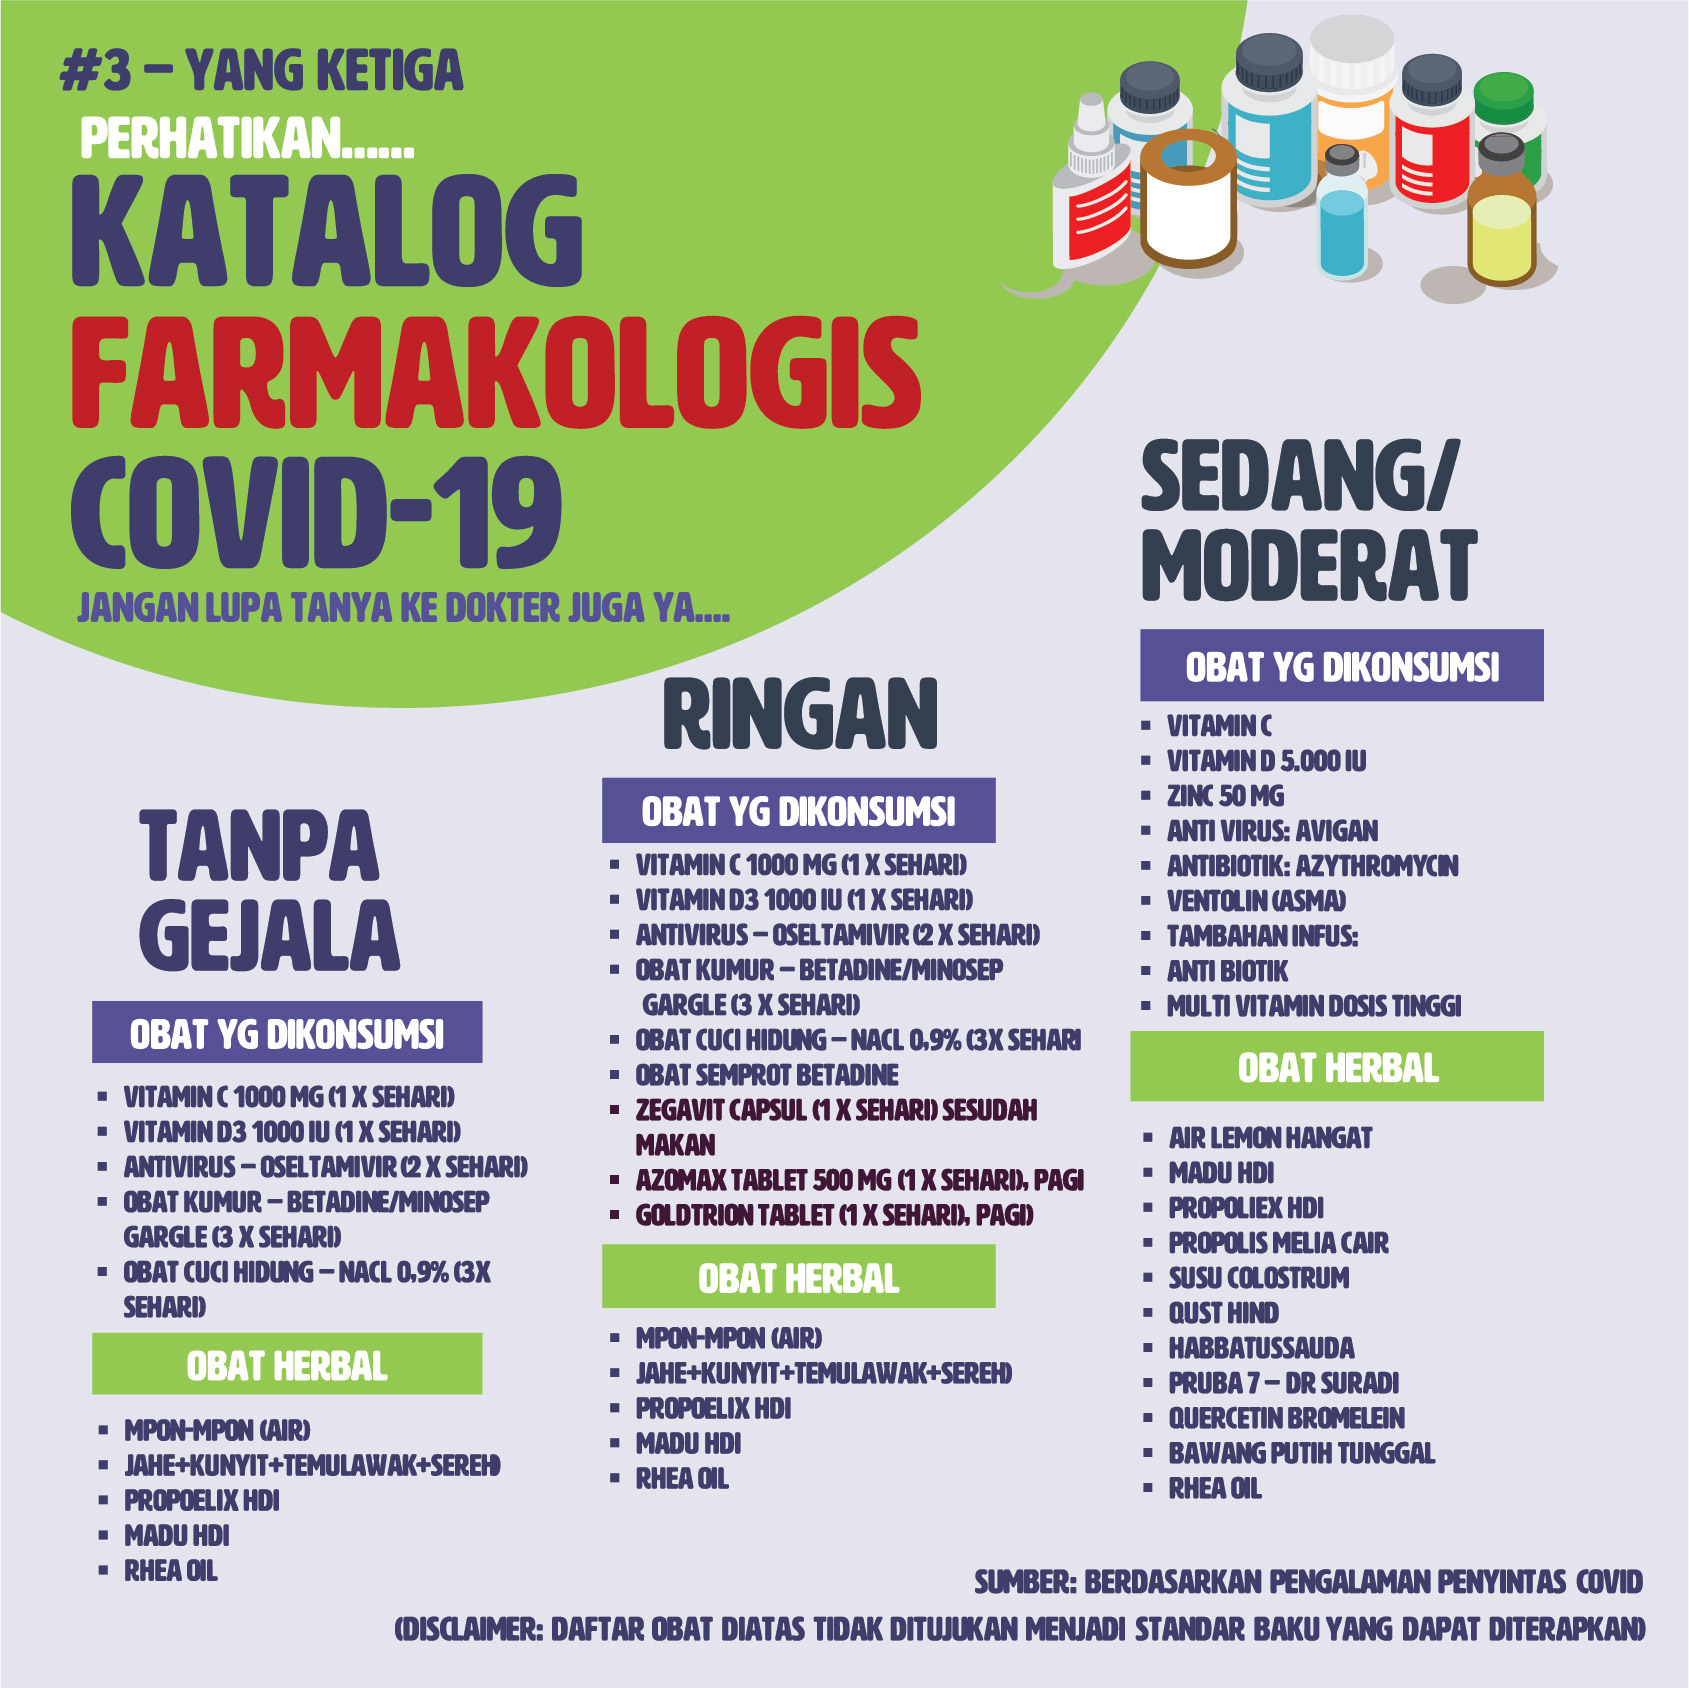 #3 – YANG KETIGA
PERHATIKAN......
KATALOG
FARMAKOLOGIS
COVID-19
JANGAN LUPA TANYA KE DOKTER JUGA YA....
TANPA
GEJALA
OBAT YG DIKONSUMSI
▪ VITAMIN C 1000 MG (1 X SEHARI)
▪ VITAMIN D3 1000 IU (1 X SEHARI)
▪ ANTIVIRUS – OSELTAMIVIR (2 X SEHARI)
▪ OBAT KUMUR – BETADINE/MINOSEP
GARGLE (3 X SEHARI)
▪ OBAT CUCI HIDUNG – NACL 0,9% (3X
SEHARI)
OBAT HERBAL
▪ MPON-MPON (AIR)
▪ JAHE+KUNYIT+TEMULAWAK+SEREH)
▪ PROPOELIX HDI
▪ MADU HDI
▪ RHEA OIL
RINGAN
OBAT YG DIKONSUMSI
▪ VITAMIN C 1000 MG (1 X SEHARI)
▪ VITAMIN D3 1000 IU (1 X SEHARI)
▪ ANTIVIRUS – OSELTAMIVIR (2 X SEHARI)
▪ OBAT KUMUR – BETADINE/MINOSEP
GARGLE (3 X SEHARI)
▪ OBAT CUCI HIDUNG – NACL 0,9% (3X SEHARI
▪ OBAT SEMPROT BETADINE
▪ ZEGAVIT CAPSUL (1 X SEHARI) SESUDAH
MAKAN
▪ AZOMAX TABLET 500 MG (1 X SEHARI), PAGI
▪ GOLDTRION TABLET (1 X SEHARI), PAGI)
OBAT HERBAL
▪ MPON-MPON (AIR)
▪ JAHE+KUNYIT+TEMULAWAK+SEREH)
▪ PROPOELIX HDI
▪ MADU HDI
▪ RHEA OIL
SEDANG/
MODERAT
OBAT YG DIKONSUMSI
▪ VITAMIN C
▪ VITAMIN D 5.000 IU
▪ ZINC 50 MG
▪ ANTI VIRUS: AVIGAN
▪ ANTIBIOTIK: AZYTHROMYCIN
▪ VENTOLIN (ASMA)
▪ TAMBAHAN INFUS:
▪ ANTI BIOTIK
▪ MULTI VITAMIN DOSIS TINGGI
OBAT HERBAL
▪ AIR LEMON HANGAT
▪ MADU HDI
▪ PROPOLIEX HDI
▪ PROPOLIS MELIA CAIR
▪ SUSU COLOSTRUM
▪ QUST HIND
▪ HABBATUSSAUDA
▪ PRUBA 7 – DR SURADI
▪ QUERCETIN BROMELEIN
▪ BAWANG PUTIH TUNGGAL
▪ RHEA OIL
SUMBER: BERDASARKAN PENGALAMAN PENYINTAS COVID
(DISCLAIMER: DAFTAR OBAT DIATAS TIDAK DITUJUKAN MENJADI STANDAR BAKU YANG DAPAT DITERAPKAN)